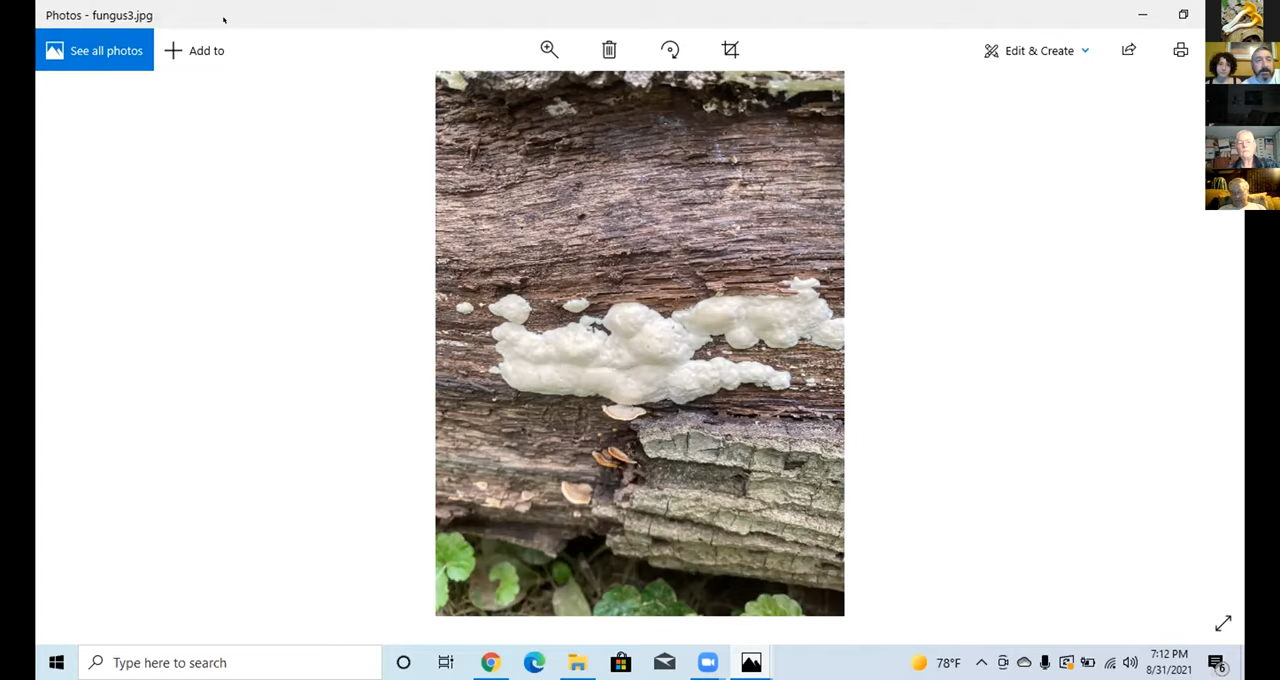 Photos - fungus3.jpg
See all photos
Add to
Edit & Create
Type here to search
78°F
7:12 PM
8/31/2021
6